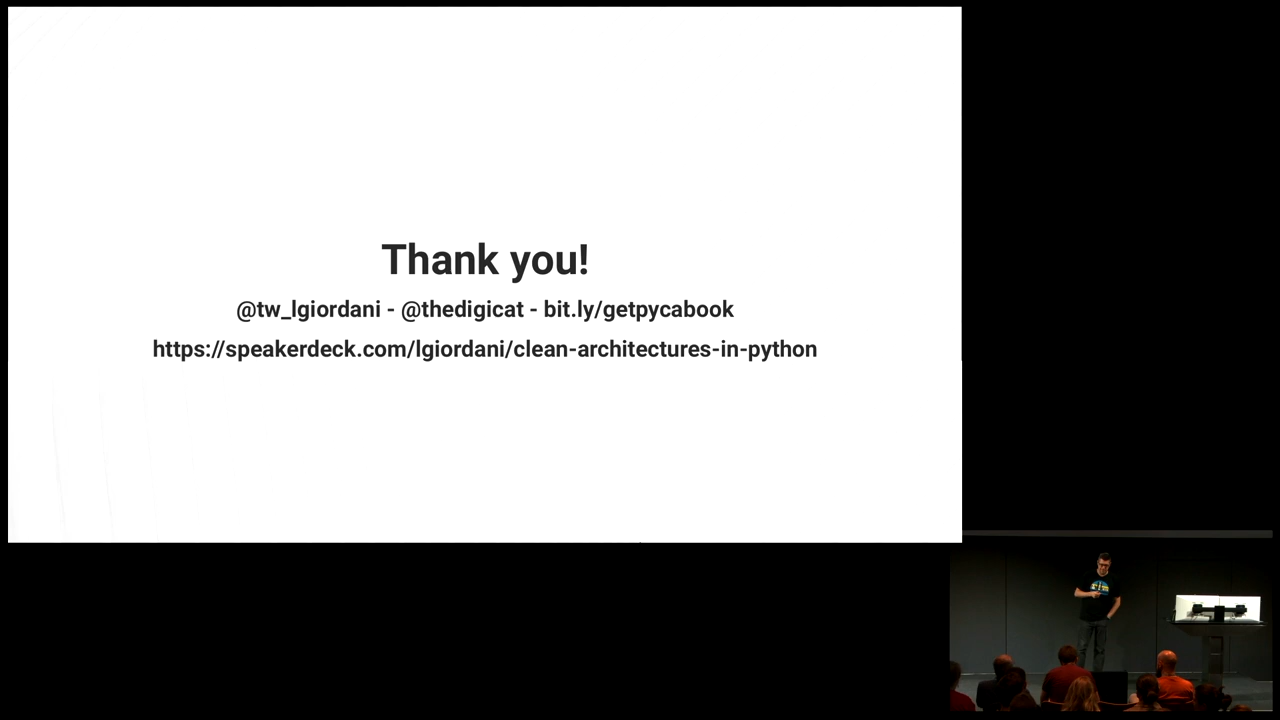 Thank you!
@tw_lgiordani - @thedigicat - bit.ly/getpycabook
https://speakerdeck.com/lgiordani/clean-architectures-in-python